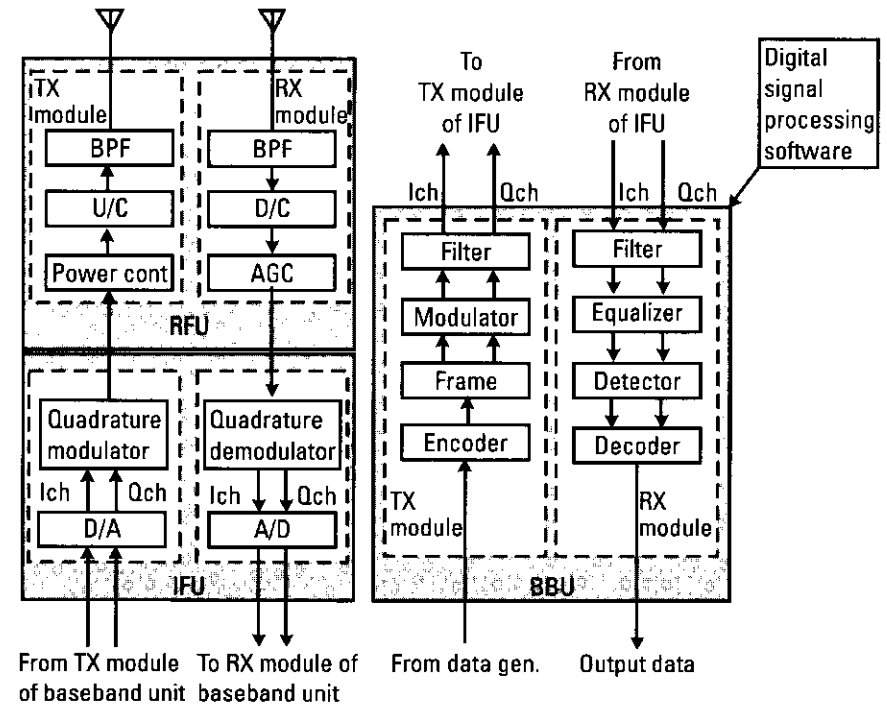 TX
module
BPF
U/C
Power cont
RX
module
BPF
D/C
AGC
RFU
Quadrature
modulator
Ich
Qch
D/A
Quadrature
demodulator
Ich
Qch
A/D
IFU
From TX module
of baseband unit
To RX module of
baseband unit
To
TX module
of IFU
From
RX module
of IFU
Digital
signal
processing
software
Ich
Qch
Filter
Modulator
Frame
Encoder
TX
module
Ich
Qch
Filter
Equalizer
Detector
Decoder
RX
module
BBU
From data gen.
Output data